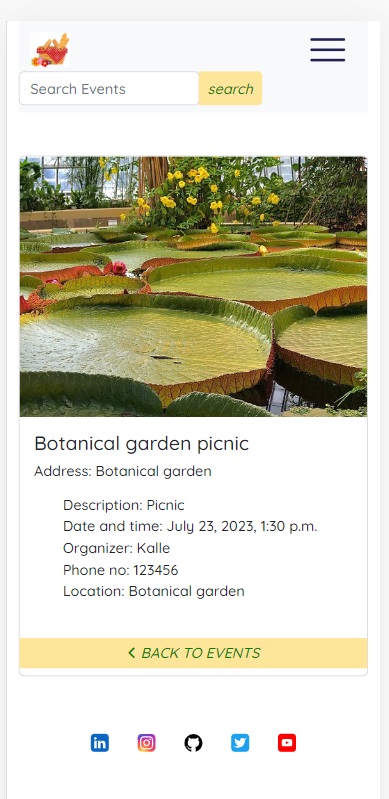 Search Events
search
Botanical garden picnic
Address: Botanical garden
Description: Picnic
Date and time: July 23, 2023, 1:30 p.m.
Organizer: Kalle
Phone no: 123456
Location: Botanical garden
BACK TO EVENTS
in